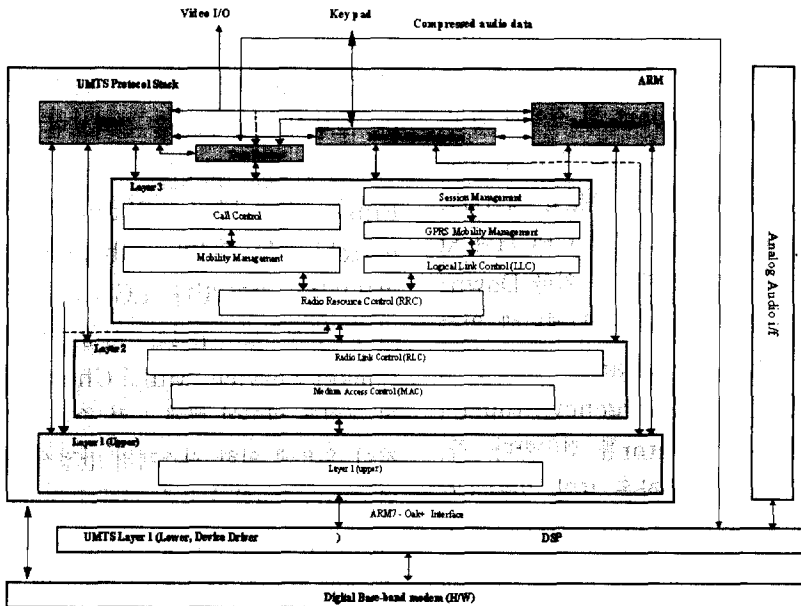 Video I/O
Key pad
Compressed audio data
UMTS Protocol Stack
ARM
Layer 3
Session Management
Call Control
GPRS Mobility Management
Mobility Management
Logical Link Control (LLC)
Radio Resource Control (RRC)
Layer 2
Radio Link Control (RLC)
Medium Access Control (MAC)
Layer 1 (Upper)
Layer 1 (upper)
ARM7 - Oak+ Interface
UMTS Layer 1 (Lower, Device Driver )
DSP
Digital Base-band modem (H/W)
Analog Audio i/f